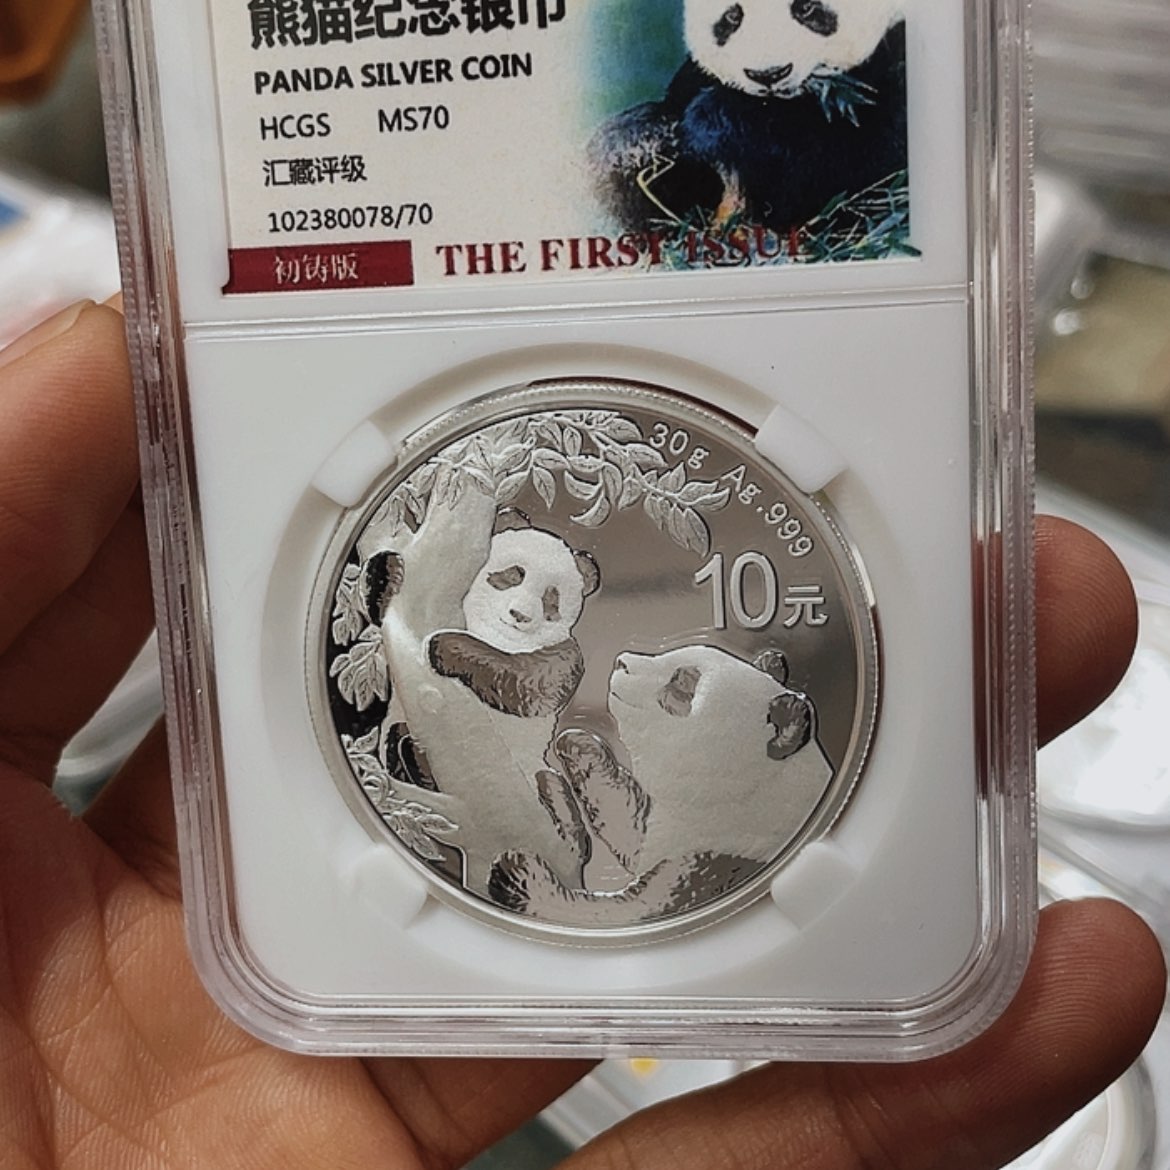 熊猫纪念银币
PANDA SILVER COIN
HCGS MS70
汇藏评级
102380078/70
初铸版 THE FIRST ISSUE
30g Ag.999
10元